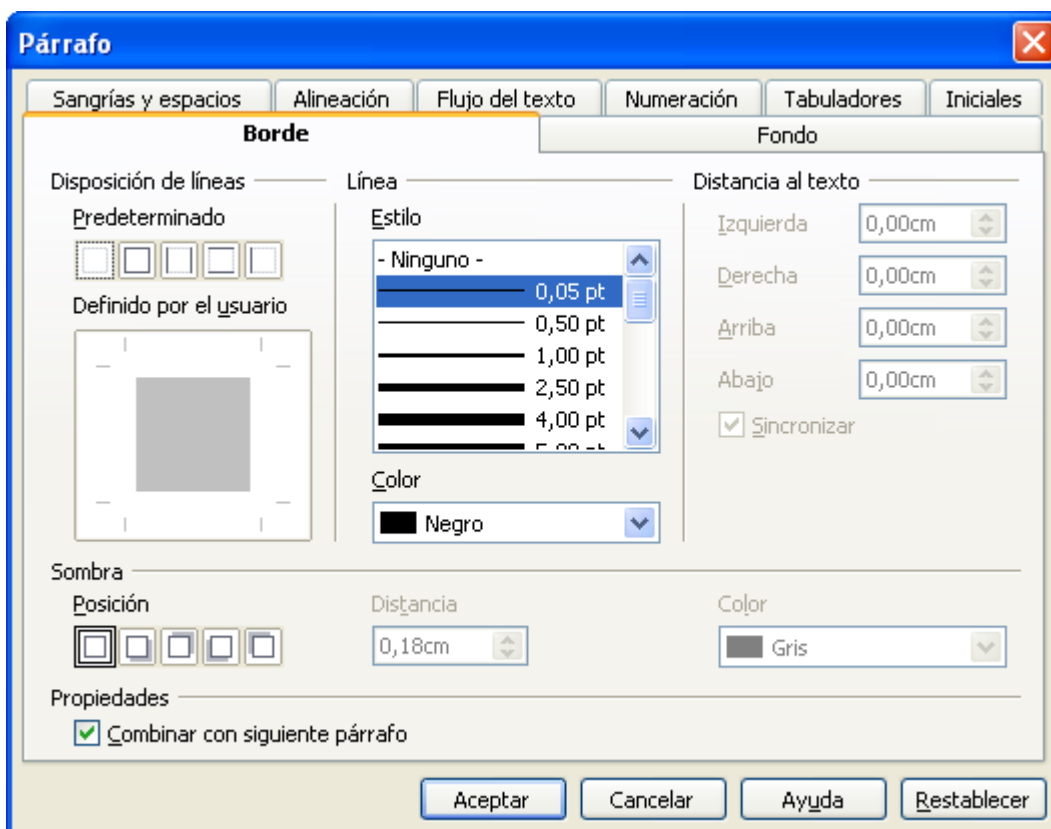 Párrafo
Sangrías y espacios
Alineación
Flujo del texto
Numeración
Tabuladores
Iniciales
Borde
Fondo
Disposición de líneas
Predeterminado
Definido por el usuario
Línea
Estilo
- Ninguno -
0,05 pt
0,50 pt
1,00 pt
2,50 pt
4,00 pt
5,00 pt
Color
Negro
Distancia al texto
Izquierda
0,00cm
Derecha
0,00cm
Arriba
0,00cm
Abajo
0,00cm
Sincronizar
Sombra
Posición
Distancia
0,18cm
Color
Gris
Propiedades
Combinar con siguiente párrafo
Aceptar
Cancelar
Ayuda
Restablecer